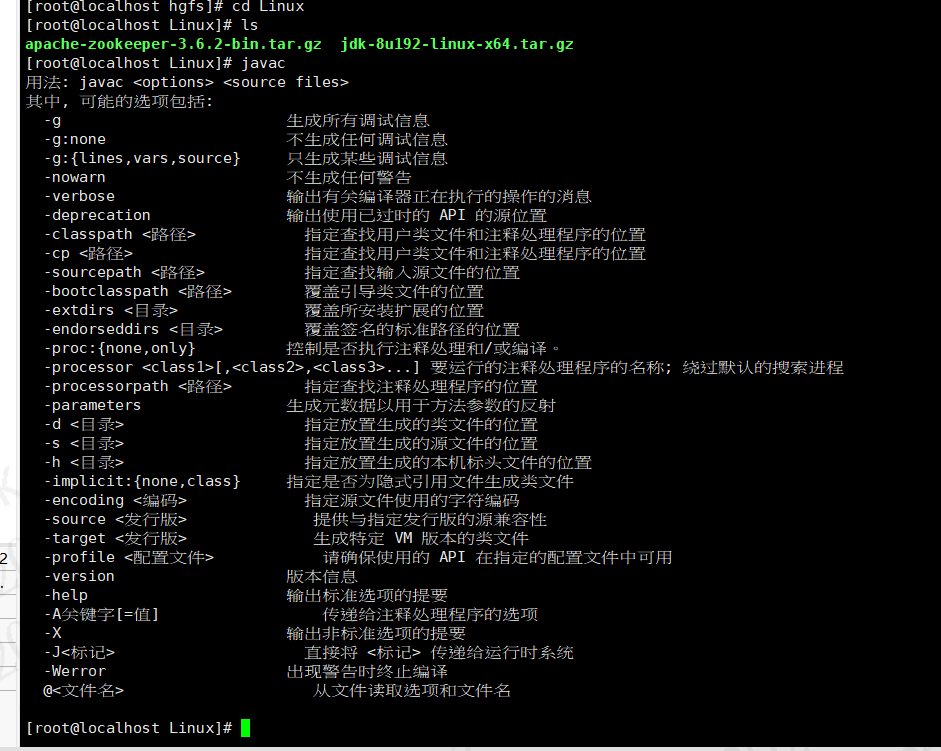 [root@localhost hgfs]# cd Linux
[root@localhost Linux]# ls
apache-zookeeper-3.6.2-bin.tar.gz  jdk-8u192-linux-x64.tar.gz
[root@localhost Linux]# javac
用法: javac <options> <source files>
其中, 可能的选项包括:
  -g                         生成所有调试信息
  -g:none                    不生成任何调试信息
  -g:{lines,vars,source}     只生成某些调试信息
  -nowarn                    不生成任何警告
  -verbose                   输出有关编译器正在执行的操作的消息
  -deprecation               输出使用已过时的 API 的源位置
  -classpath <路径>            指定查找用户类文件和注释处理程序的位置
  -cp <路径>                   指定查找用户类文件和注释处理程序的位置
  -sourcepath <路径>           指定查找输入源文件的位置
  -bootclasspath <路径>        覆盖引导类文件的位置
  -extdirs <目录>              覆盖所安装扩展的位置
  -endorseddirs <目录>         覆盖签名的标准路径的位置
  -proc:{none,only}          控制是否执行注释处理和/或编译。
  -processor <class1>[,<class2>,<class3>...] 要运行的注释处理程序的名称; 绕过默认的搜索进程
  -processorpath <路径>        指定查找注释处理程序的位置
  -parameters                生成元数据以用于方法参数的反射
  -d <目录>                    指定放置生成的类文件的位置
  -s <目录>                    指定放置生成的源文件的位置
  -h <目录>                    指定放置生成的本机标头文件的位置
  -implicit:{none,class}     指定是否为隐式引用文件生成类文件
  -encoding <编码>             指定源文件使用的字符编码
  -source <发行版>              提供与指定发行版的源兼容性
  -target <发行版>              生成特定 VM 版本的类文件
  -profile <配置文件>            请确保使用的 API 在指定的配置文件中可用
  -version                   版本信息
  -help                      输出标准选项的提要
  -A关键字[=值]                  传递给注释处理程序的选项
  -X                         输出非标准选项的提要
  -J<标记>                     直接将 <标记> 传递给运行时系统
  -Werror                    出现警告时终止编译
  @<文件名>                     从文件读取选项和文件名
[root@localhost Linux]#